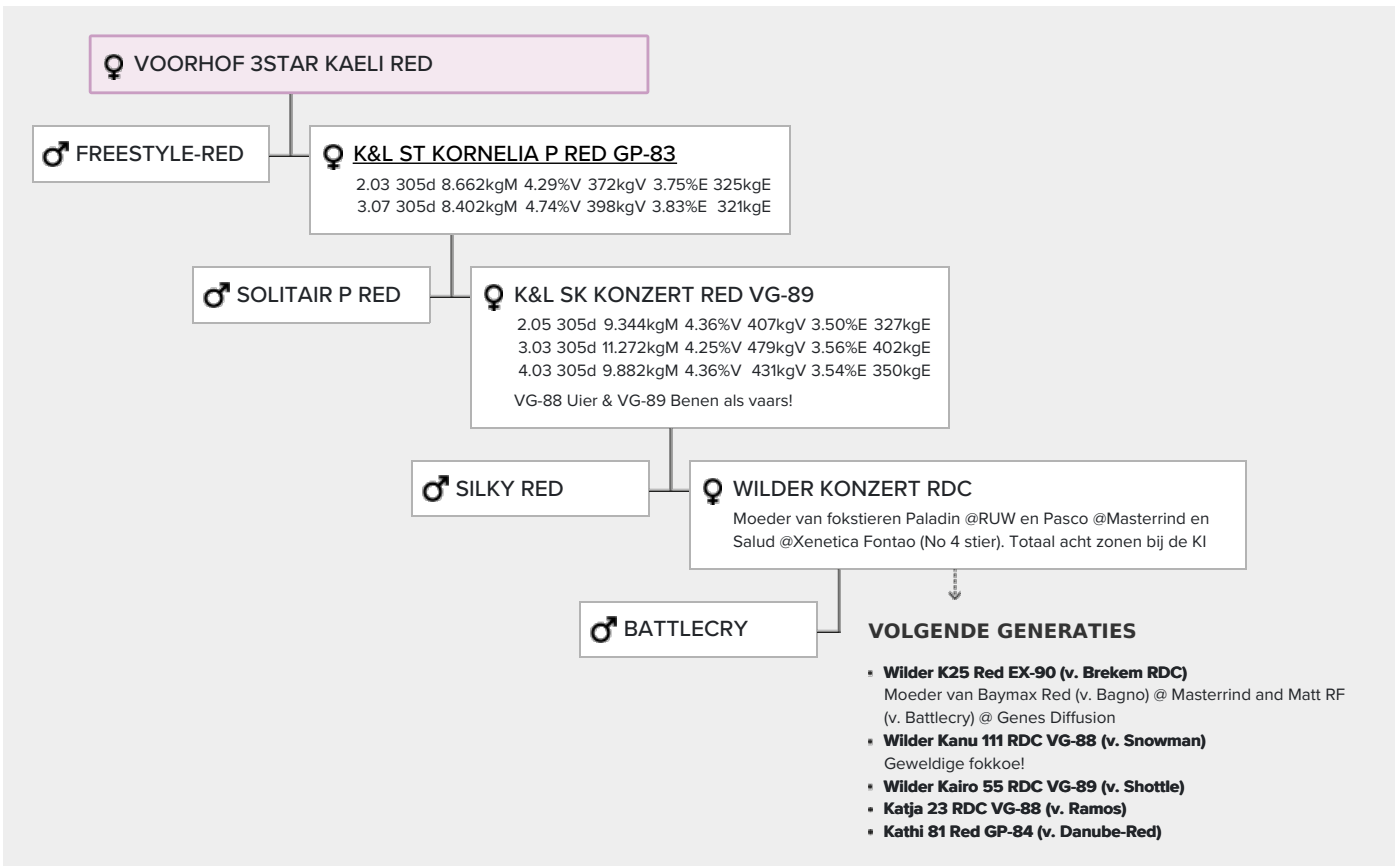 ♀ VOORHOF 3STAR KAELI RED
♂ FREESTYLE-RED
♀ K&L ST KORNELIA P RED GP-83
2.03 305d 8.662kgM 4.29%V 372kgV 3.75%E 325kgE
3.07 305d 8.402kgM 4.74%V 398kgV 3.83%E 321kgE
♂ SOLITAIR P RED
♀ K&L SK KONZERT RED VG-89
2.05 305d 9.344kgM 4.36%V 407kgV 3.50%E 327kgE
3.03 305d 11.272kgM 4.25%V 479kgV 3.56%E 402kgE
4.03 305d 9.882kgM 4.36%V 431kgV 3.54%E 350kgE
VG-88 Uier & VG-89 Benen als vaars!
♂ SILKY RED
♀ WILDER KONZERT RDC
Moeder van fokstieren Paladin @RUW en Pasco @Masterrind en
Salud @Xenetica Fontao (No 4 stier). Totaal acht zonen bij de KI
♂ BATTLECRY
VOLGENDE GENERATIES
▪ Wilder K25 Red EX-90 (v. Brekem RDC)
Moeder van Baymax Red (v. Bagno) @ Masterrind and Matt RF
(v. Battlecry) @ Genes Diffusion
▪ Wilder Kanu 111 RDC VG-88 (v. Snowman)
Geweldige fokkoe!
▪ Wilder Kairo 55 RDC VG-89 (v. Shottle)
▪ Katja 23 RDC VG-88 (v. Ramos)
▪ Kathi 81 Red GP-84 (v. Danube-Red)